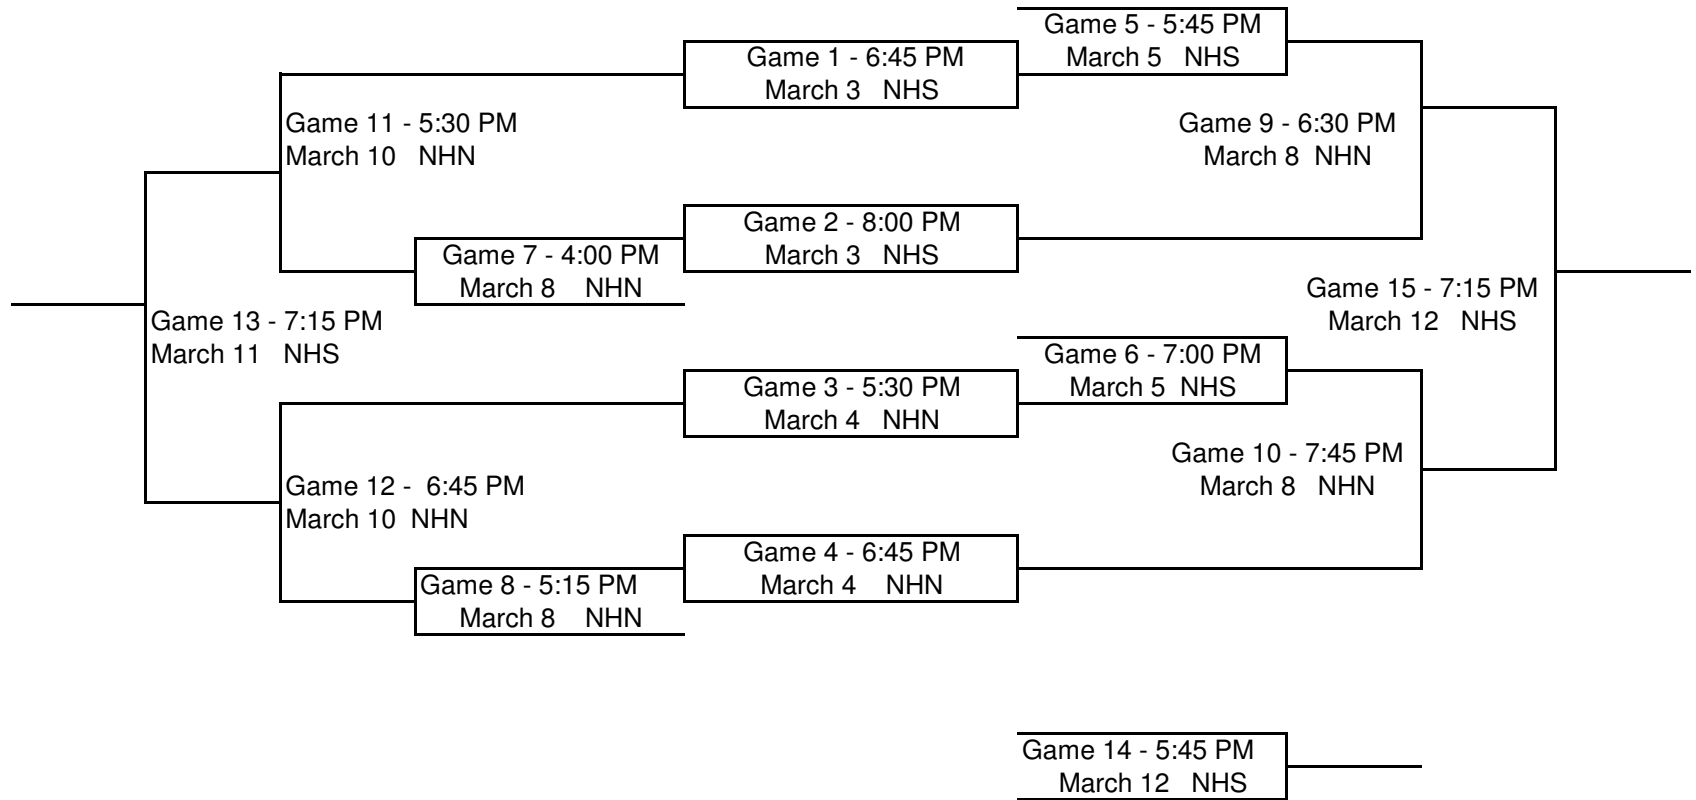 Game 5 - 5:45 PM
March 5 NHS
Game 1 - 6:45 PM
March 3 NHS
Game 11 - 5:30 PM
March 10 NHN
Game 9 - 6:30 PM
March 8 NHN
Game 2 - 8:00 PM
March 3 NHS
Game 7 - 4:00 PM
March 8 NHN
Game 15 - 7:15 PM
March 12 NHS
Game 13 - 7:15 PM
March 11 NHS
Game 6 - 7:00 PM
March 5 NHS
Game 3 - 5:30 PM
March 4 NHN
Game 10 - 7:45 PM
March 8 NHN
Game 12 - 6:45 PM
March 10 NHN
Game 4 - 6:45 PM
March 4 NHN
Game 8 - 5:15 PM
March 8 NHN
Game 14 - 5:45 PM
March 12 NHS